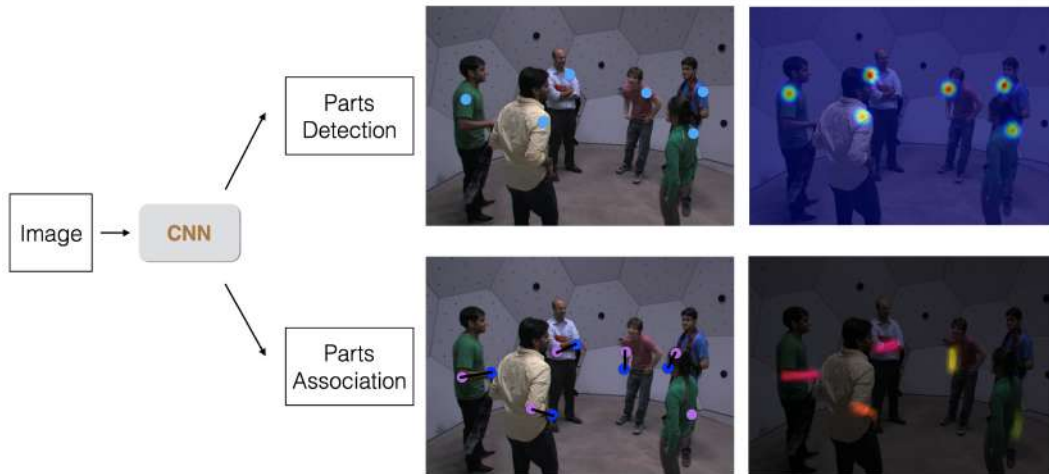 Parts
Detection
Image
CNN
Parts
Association